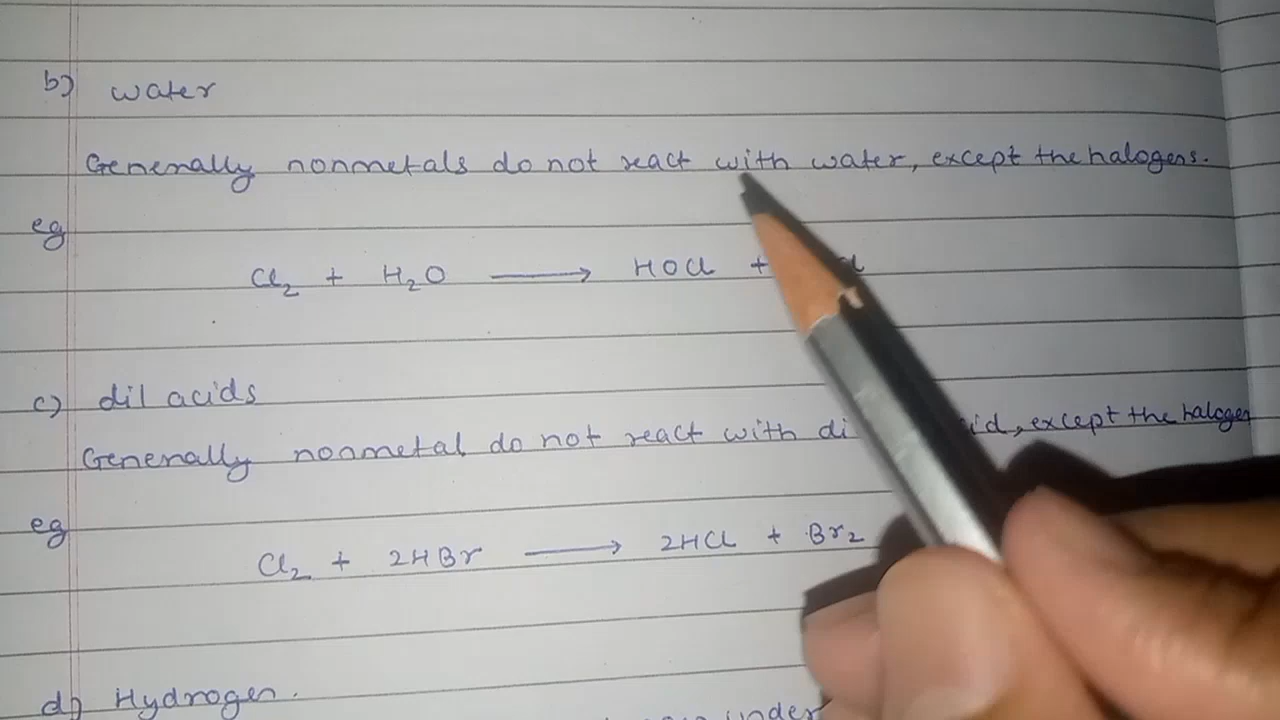 b) water
Generally nonmetals do not react with water, except the halogens.
eg
Cl₂ + H₂O ⟶ HOCl +
c) dil acids
Generally nonmetal do not react with except the halogen
eg
Cl₂ + 2HBr ⟶ 2HCl + Br₂
d) Hydrogen.
under